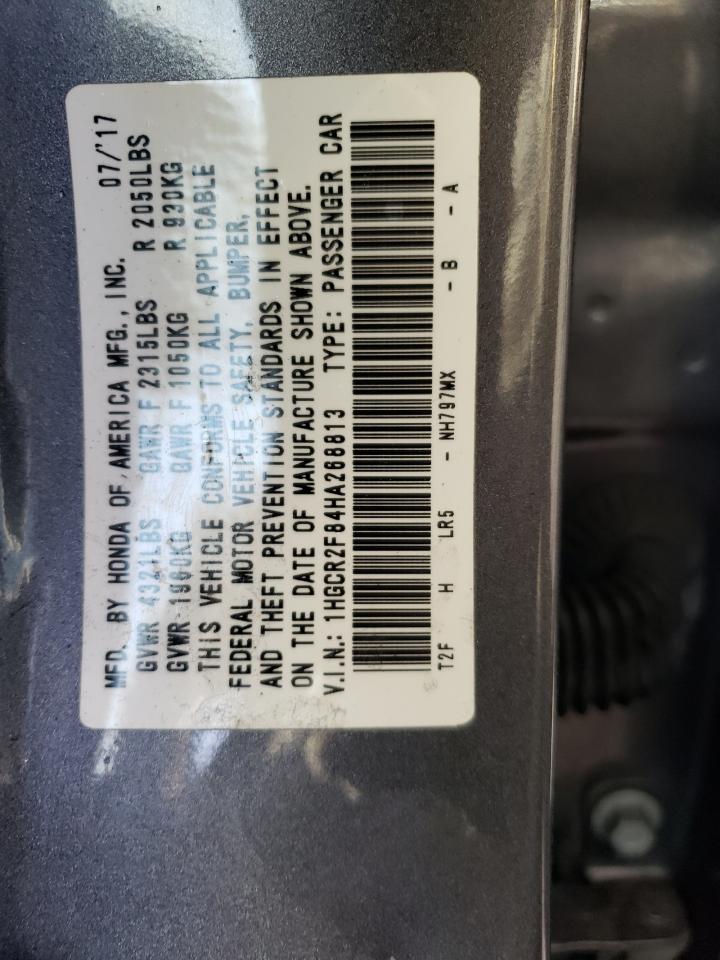 MFD. BY HONDA OF AMERICA MFG., INC. 07/'17
GVWR 4321LBS GAWR F 2315LBS R 2050LBS
GVWR 1960KG GAWR F 1050KG R 930KG
THIS VEHICLE CONFORMS TO ALL APPLICABLE
FEDERAL MOTOR VEHICLE SAFETY, BUMPER,
AND THEFT PREVENTION STANDARDS IN EFFECT
ON THE DATE OF MANUFACTURE SHOWN ABOVE.
V.I.N.: 1HGCR2F84HA268813 TYPE: PASSENGER CAR
T2F H LR5 - NH797MX - B - A